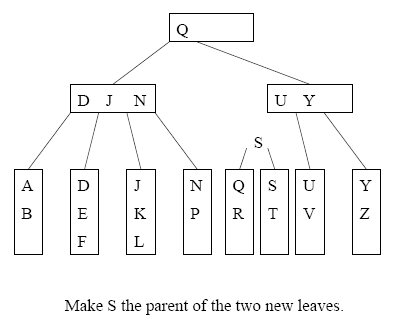 Q
D J N
U Y
S
A D J N Q S U Y
B E K P R T V Z
F L
Make S the parent of the two new leaves.